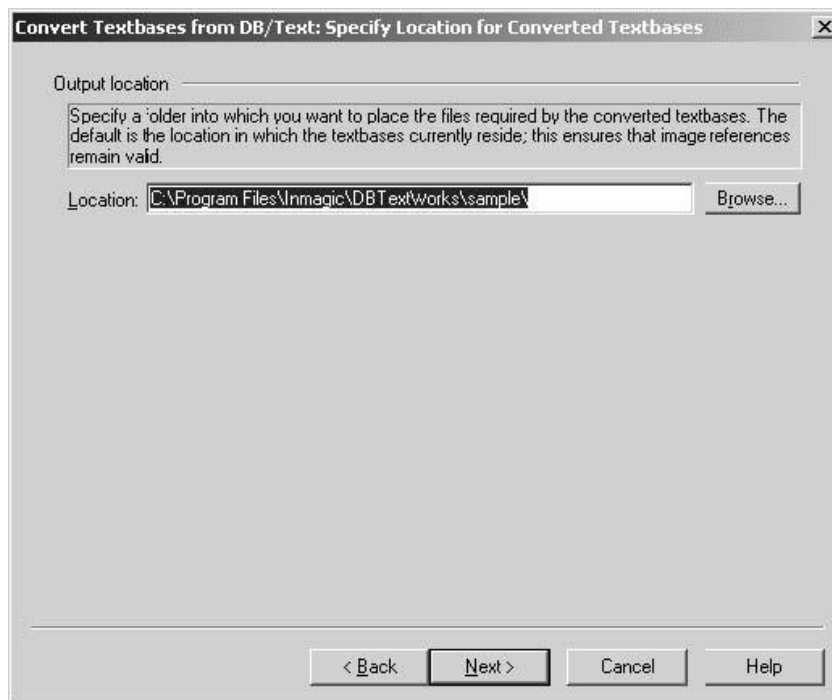 Convert Textbases from DB/Text: Specify Location for Converted Textbases
Output location
Specify a folder into which you want to place the files required by the converted textbases. The
default is the location in which the textbases currently reside; this ensures that image references
remain valid.
Location: C:\Program Files\Inmagic\DBTextWorks\sample\ Browse...
< Back Next > Cancel Help